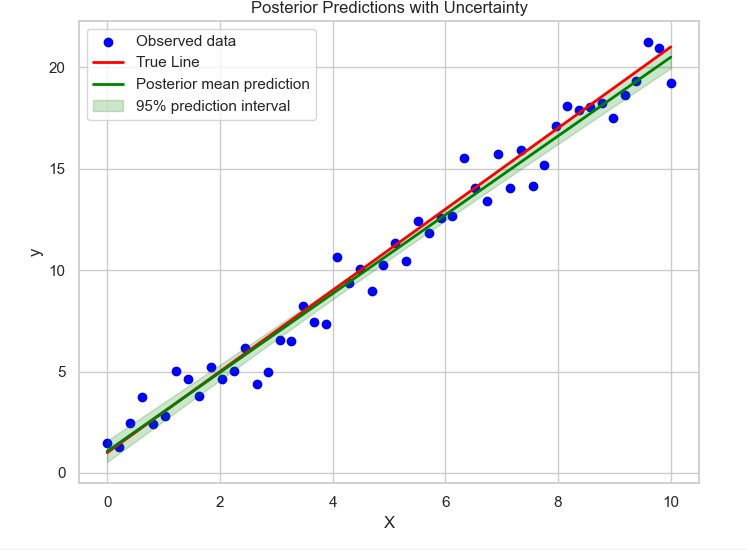 Posterior Predictions with Uncertainty
Observed data
True Line
Posterior mean prediction
95% prediction interval
20
15
10
5
0
y
0 2 4 6 8 10
X